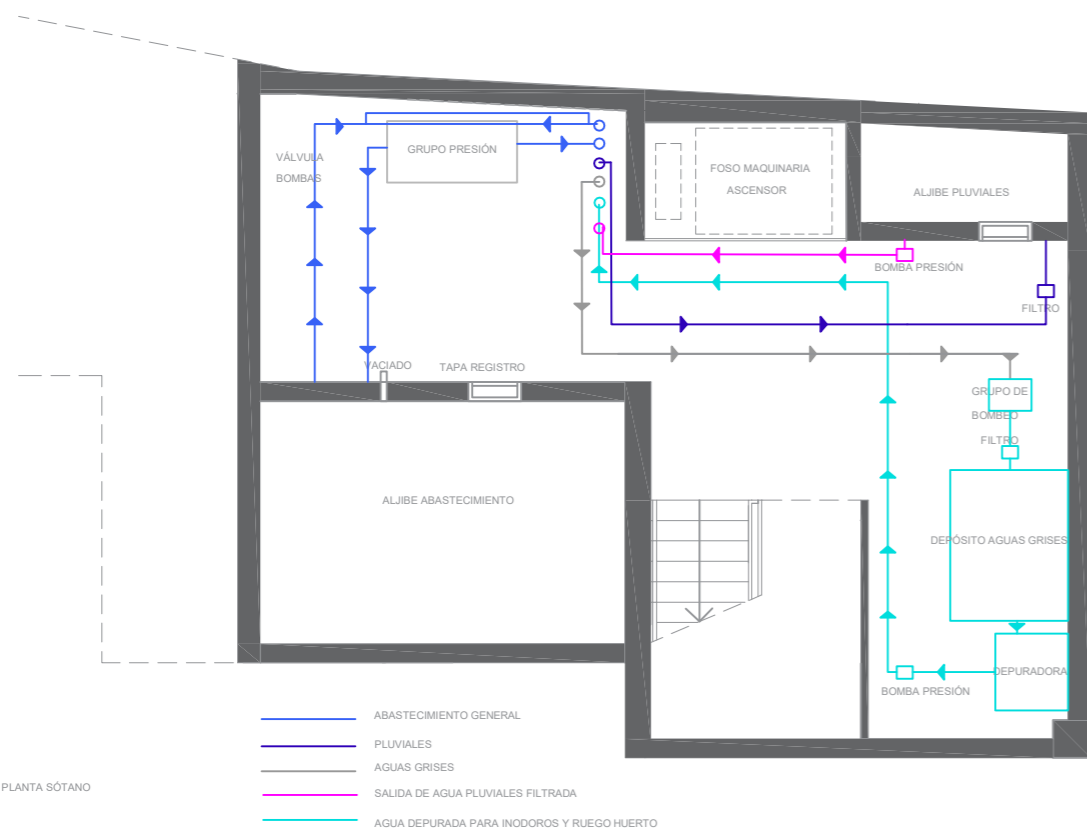 VÁLVULA
BOMBAS
GRUPO PRESIÓN
FOSO MAQUINARIA
ASCENSOR
ALJIBE PLUVIALES
BOMBA PRESIÓN
FILTRO
VACIADO
TAPA REGISTRO
GRUPO DE
BOMBEO
FILTRO
ALJIBE ABASTECIMIENTO
DEPÓSITO AGUAS GRISES
DEPURADORA
BOMBA PRESIÓN
ABASTECIMIENTO GENERAL
PLUVIALES
AGUAS GRISES
SALIDA DE AGUA PLUVIALES FILTRADA
AGUA DEPURADA PARA INODOROS Y RUEGO HUERTO
PLANTA SÓTANO